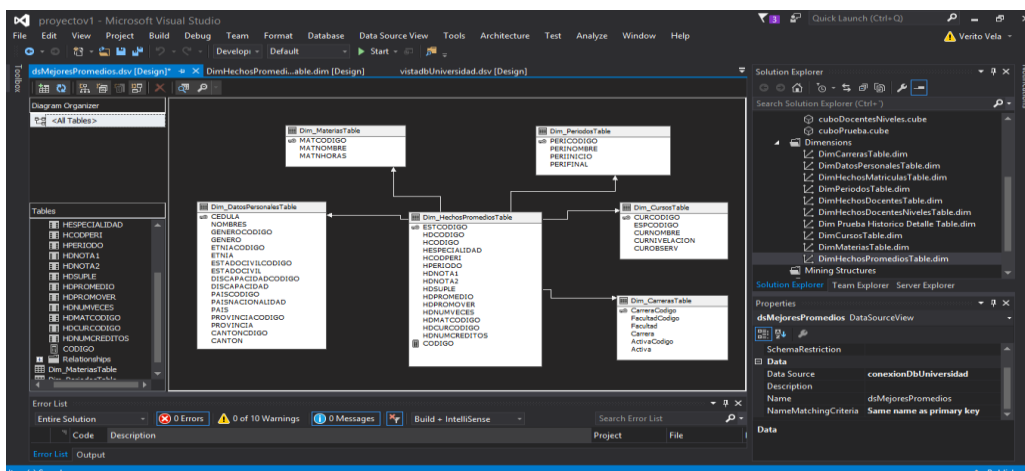 proyectov1 - Microsoft Visual Studio
3
Quick Launch (Ctrl+Q)
File Edit View Project Build Debug Team Format Database Data Source View Tools Architecture Test Analyze Window Help
Verito Vela
Developi Default Start
Toolbox
dsMejoresPromedios.dsv [Design]* DimHechosPromedi...able.dim [Design] vistadbUniversidad.dsv [Design]
Diagram Organizer
<All Tables>
Tables
HESPECIALIDAD
HCODPERI
HPERIODO
HDNOTA1
HDNOTA2
HDSUPLE
HDPROMEDIO
HDPROMOVER
HDNUMVECES
HDMATCODIGO
HDCURCODIGO
HDNUMCREDITOS
CODIGO
Relationships
Dim_MateriasTable
Dim_MateriasTable
MATCODIGO
MATNOMBRE
MATNHORAS
Dim_PeriodosTable
PERICODIGO
PERINOMBRE
PERIINICIO
PERIFINAL
Dim_DatosPersonalesTable
CEDULA
NOMBRES
GENEROCODIGO
GENERO
ETNIACODIGO
ETNIA
ESTADOCIVILCODIGO
ESTADOCIVIL
DISCAPACIDADCODIGO
DISCAPACIDAD
PAISCODIGO
PAISNACIONALIDAD
PAIS
PROVINCIACODIGO
PROVINCIA
CANTONCDIGO
CANTON
Dim_HechosPromediosTable
ESTCODIGO
HDCODIGO
HCODIGO
HESPECIALIDAD
HCODPERI
HPERIODO
HDNOTA1
HDNOTA2
HDSUPLE
HDPROMEDIO
HDPROMOVER
HDNUMVECES
HDMATCODIGO
HDCURCODIGO
HDNUMCREDITOS
CODIGO
Dim_CursosTable
CURCODIGO
ESPCODIGO
CURNOMBRE
CURNIVELACION
CUROBSERV
Dim_CarrerasTable
CarreraCodigo
FacultadCodigo
Facultad
Carrera
ActivaCodigo
Activa
Solution Explorer
Search Solution Explorer (Ctrl+´)
cuboDocentesNiveles.cube
cuboPrueba.cube
Dimensions
DimCarrerasTable.dim
DimDatosPersonalesTable.dim
DimHechosMatriculasTable.dim
DimPeriodosTable.dim
DimHechosDocentesTable.dim
DimHechosDocentesNivelesTable.dim
Dim Prueba Historico Detalle Table.dim
DimCursosTable.dim
DimMateriasTable.dim
DimHechosPromediosTable.dim
Mining Structures
Solution Explorer Team Explorer Server Explorer
Properties
dsMejoresPromedios DataSourceView
SchemaRestriction
Data
Data Source conexionDbUniversidad
Description
Name dsMejoresPromedios
NameMatchingCriteria Same name as primary key
Data
Error List
Entire Solution 0 Errors 0 of 10 Warnings 0 Messages Build + IntelliSense Search Error List
Code Description Project File
Error List Output